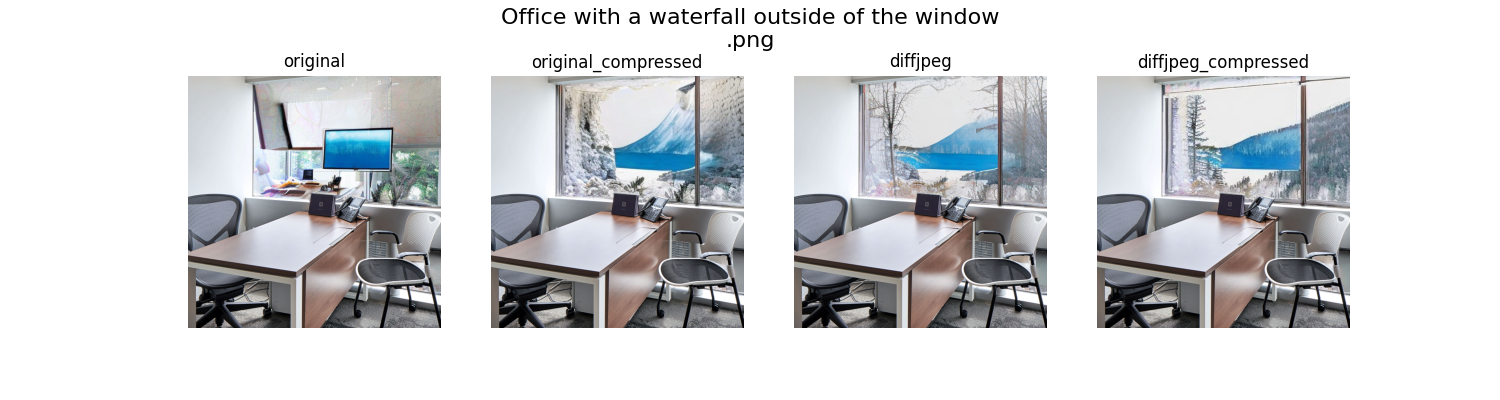 Office with a waterfall outside of the window
.png
original
original_compressed
diffjpeg
diffjpeg_compressed